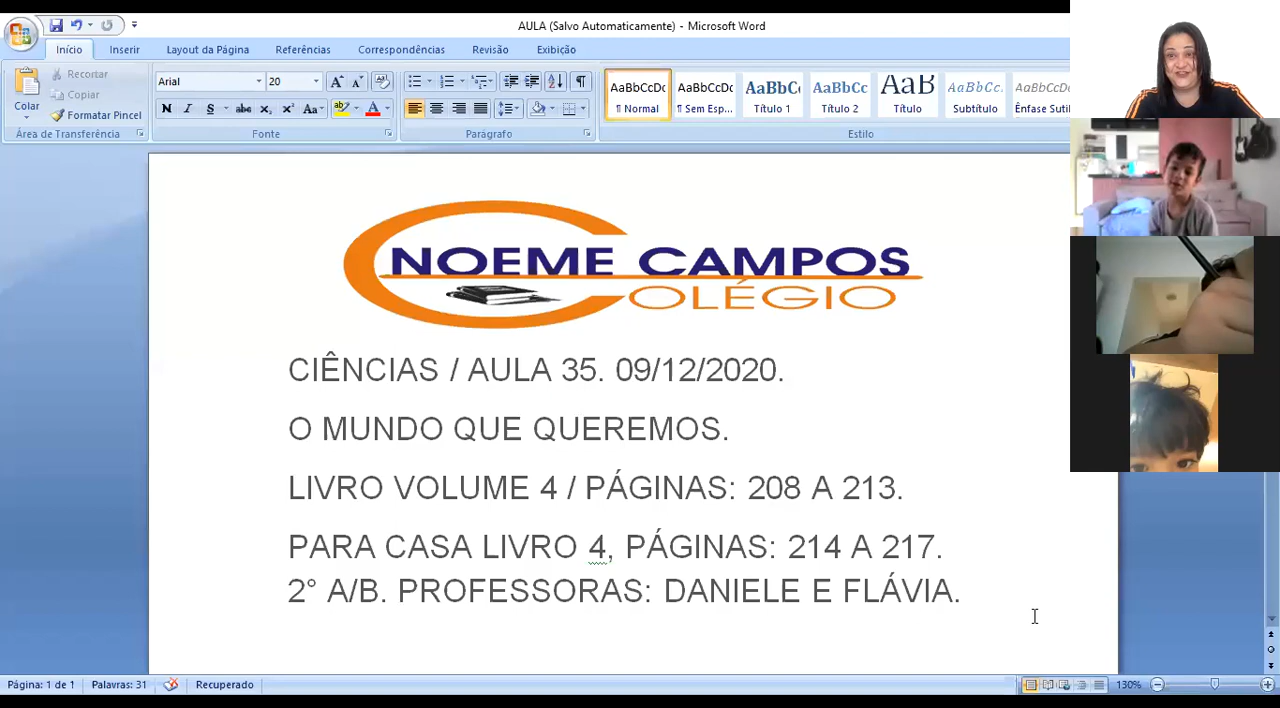 AULA (Salvo Automaticamente) - Microsoft Word
Início Inserir Layout da Página Referências Correspondências Revisão Exibição
Colar
Recortar
Copiar
Formatar Pincel
Área de Transferência
Arial 20
N I S abc x₂ x² Aa
Fonte
Parágrafo
AaBbCcDc AaBbCcDc AaBbC AaBbCc AaB AaBbCc. AaBbCcDc
¶ Normal ¶ Sem Esp... Título 1 Título 2 Título Subtítulo Ênfase Sutil
Estilo
NOEME CAMPOS
COLÉGIO
CIÊNCIAS / AULA 35. 09/12/2020.
O MUNDO QUE QUEREMOS.
LIVRO VOLUME 4 / PÁGINAS: 208 A 213.
PARA CASA LIVRO 4, PÁGINAS: 214 A 217.
2° A/B. PROFESSORAS: DANIELE E FLÁVIA.
Página: 1 de 1 Palavras: 31 Recuperado 130%